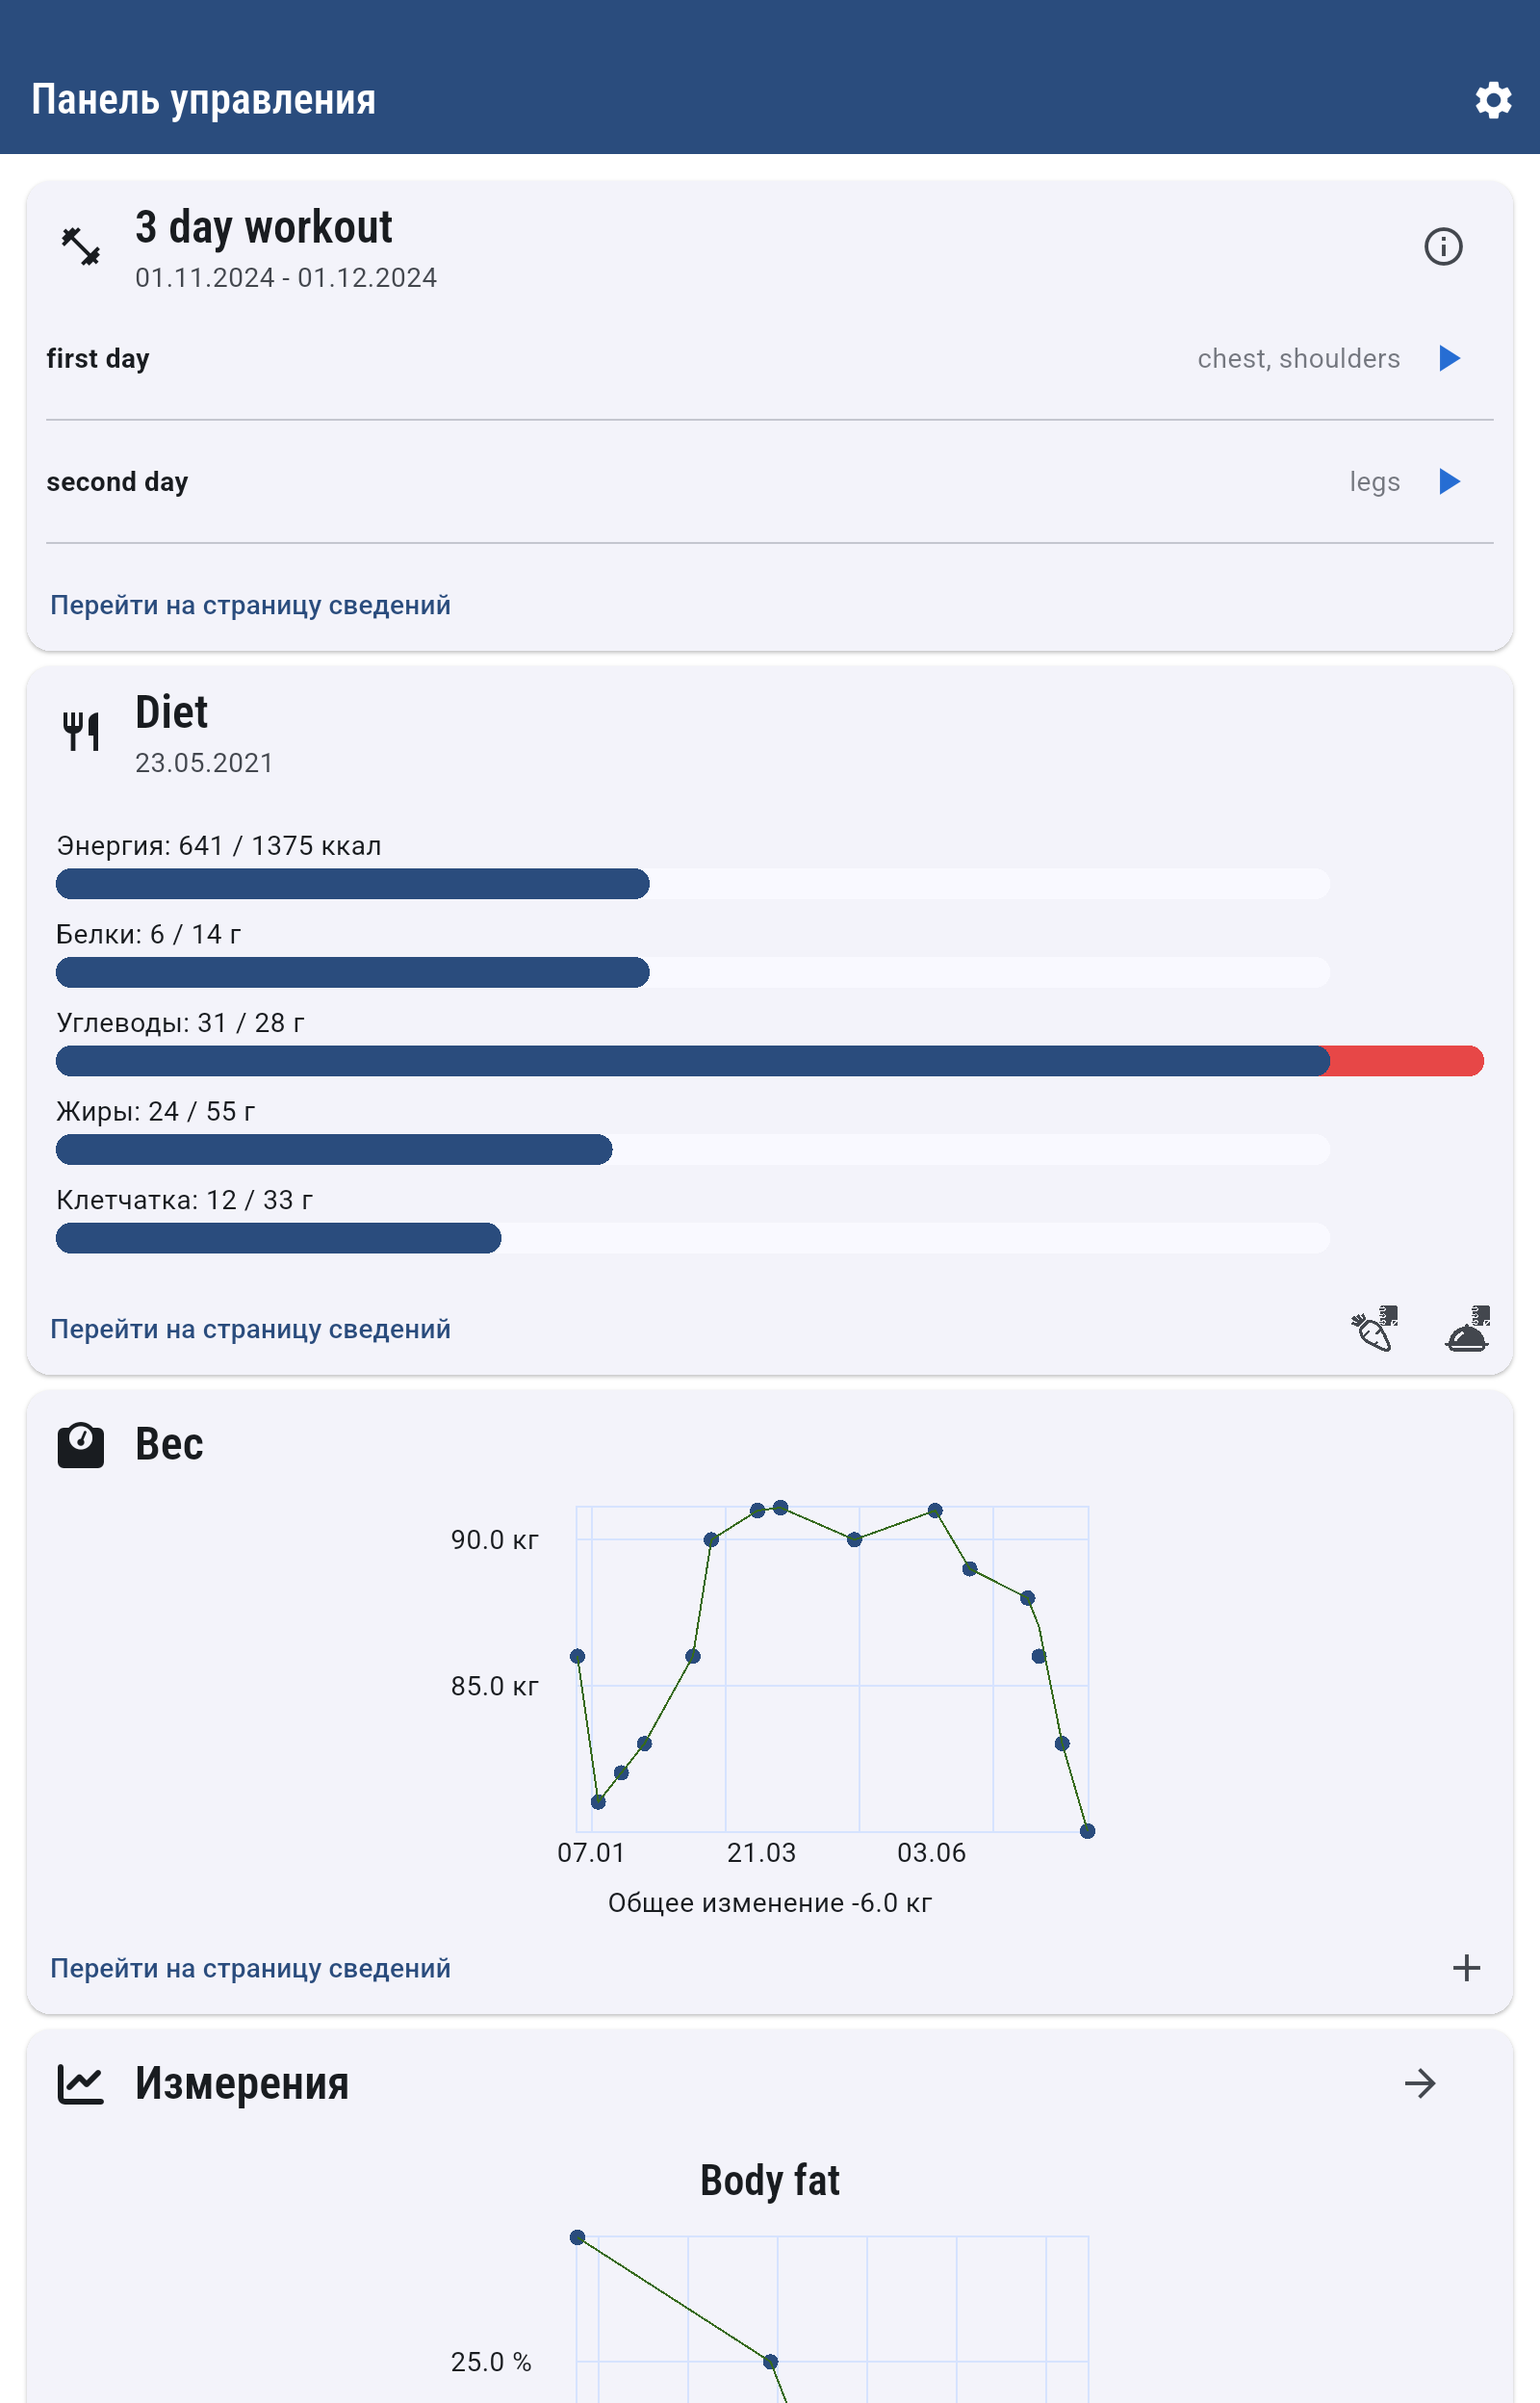 Панель управления
3 day workout
01.11.2024 - 01.12.2024
first day
chest, shoulders
second day
legs
Перейти на страницу сведений
Diet
23.05.2021
Энергия: 641 / 1375 ккал
Белки: 6 / 14 г
Углеводы: 31 / 28 г
Жиры: 24 / 55 г
Клетчатка: 12 / 33 г
Перейти на страницу сведений
Вес
90.0 кг
85.0 кг
07.01
21.03
03.06
Общее изменение -6.0 кг
Перейти на страницу сведений
Измерения
Body fat
25.0 %